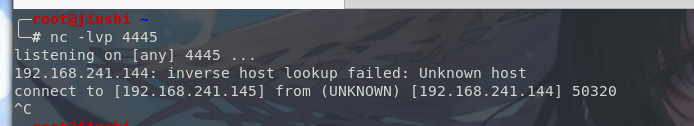 root@jiushi ~
# nc -lvp 4445
listening on [any] 4445 ...
192.168.241.144: inverse host lookup failed: Unknown host
connect to [192.168.241.145] from (UNKNOWN) [192.168.241.144] 50320
^C